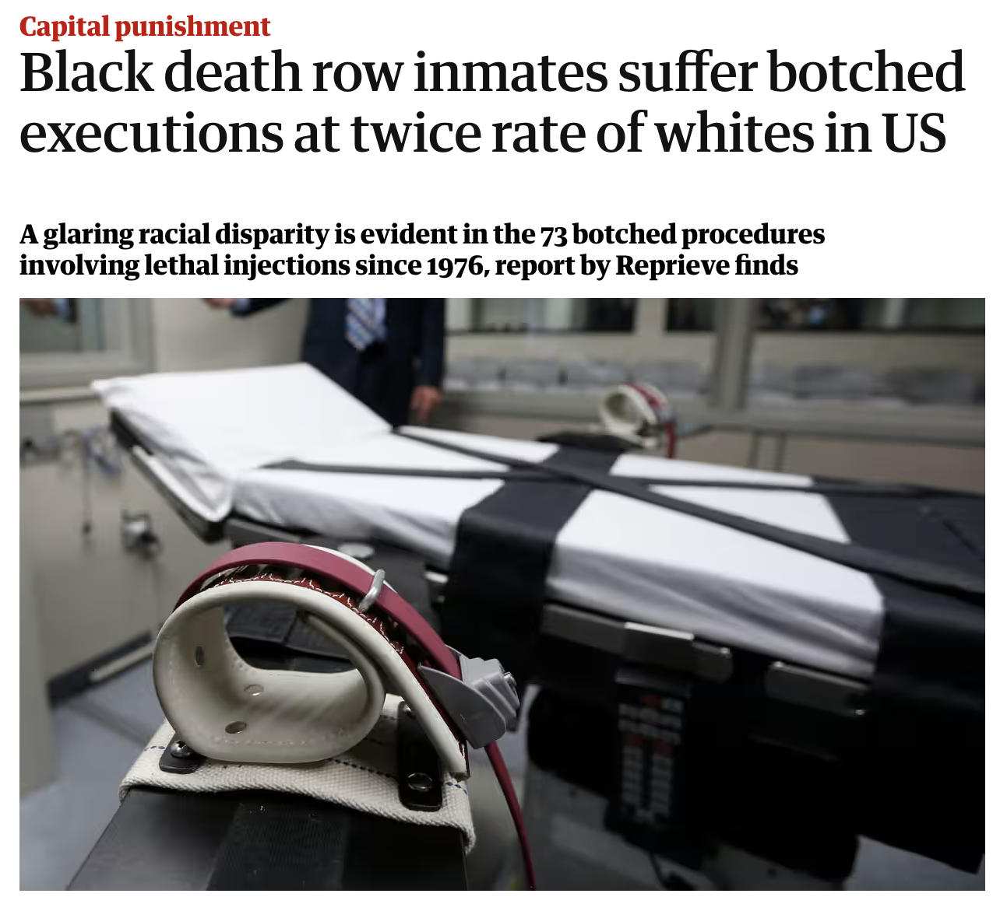 Capital punishment
Black death row inmates suffer botched
executions at twice rate of whites in US
A glaring racial disparity is evident in the 73 botched procedures
involving lethal injections since 1976, report by Reprieve finds